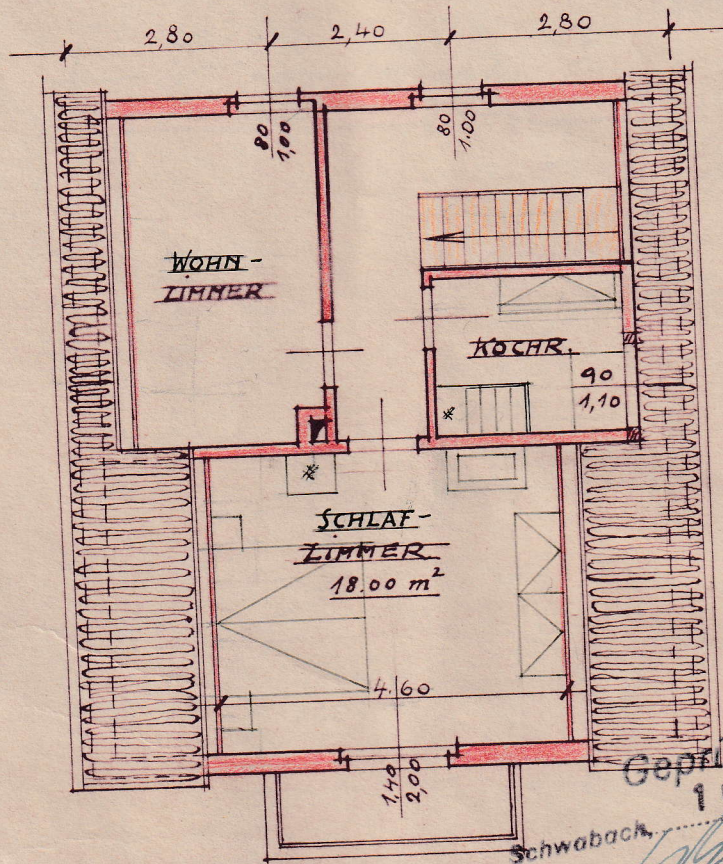 2,80
2,40
2,80
80
1,00
80
1.00
WOHN-
ZIMMER
KOCHR.
90
1,10
SCHLAF-
ZIMMER
18.00 m²
4.60
1,40
2,00
Schwabach,